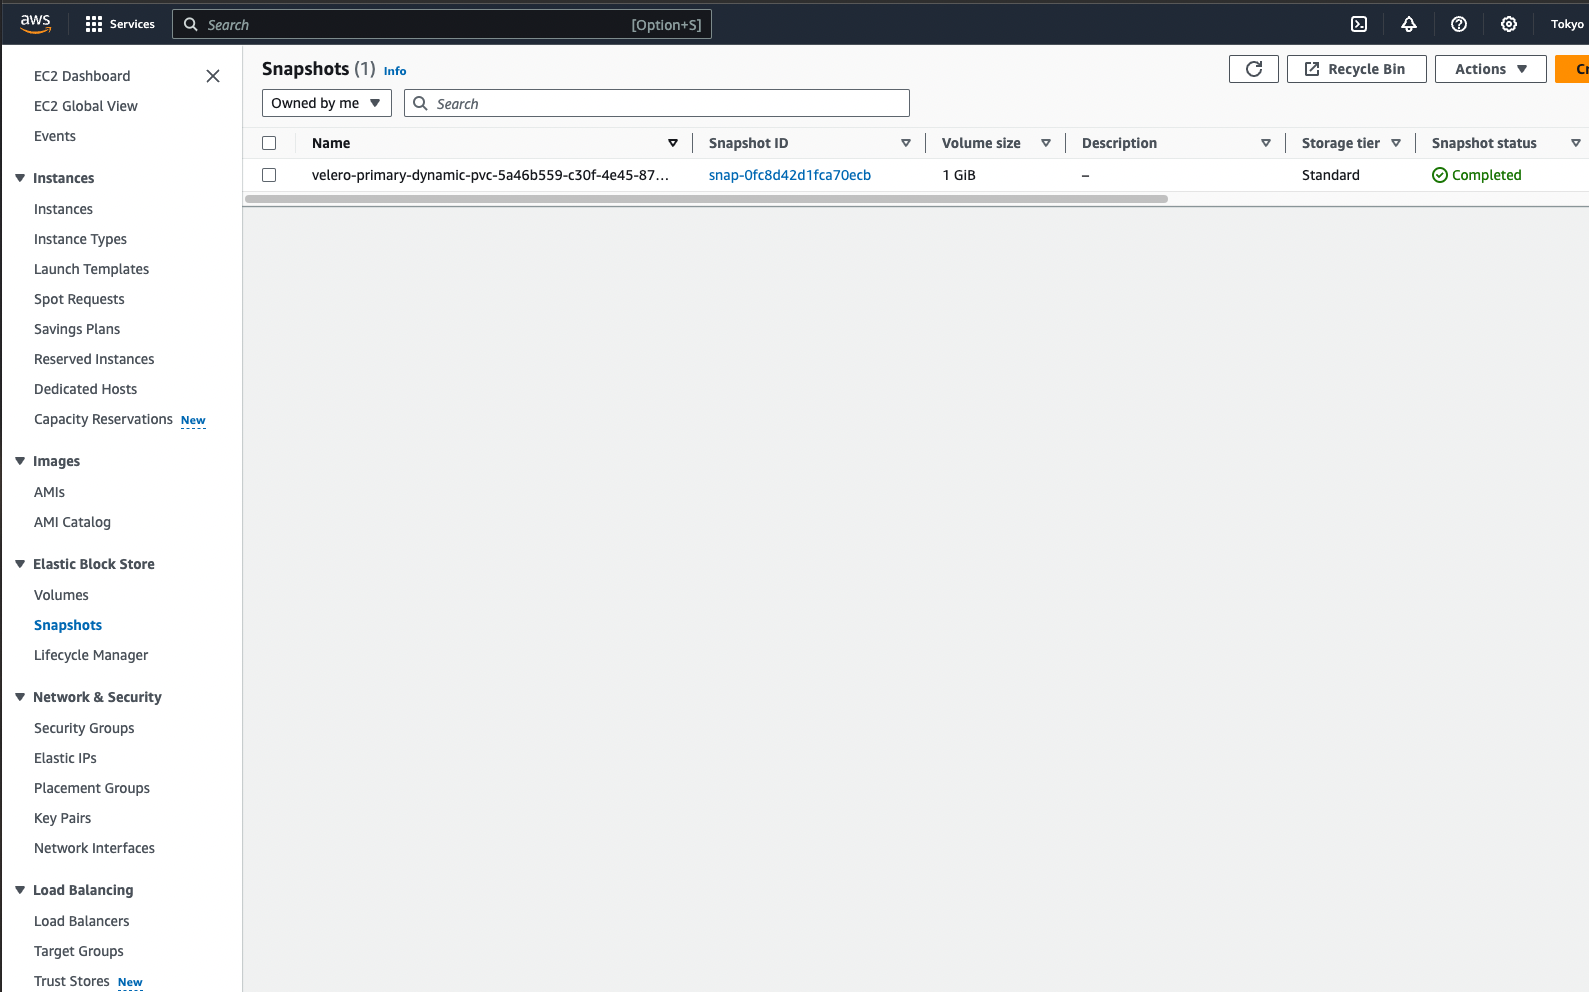 aws Services Search [Option+S] Tokyo
EC2 Dashboard
EC2 Global View
Events
Instances
Instances
Instance Types
Launch Templates
Spot Requests
Savings Plans
Reserved Instances
Dedicated Hosts
Capacity Reservations New
Images
AMIs
AMI Catalog
Elastic Block Store
Volumes
Snapshots
Lifecycle Manager
Network & Security
Security Groups
Elastic IPs
Placement Groups
Key Pairs
Network Interfaces
Load Balancing
Load Balancers
Target Groups
Trust Stores New
Snapshots (1) Info Recycle Bin Actions Cr
Owned by me Search
Name Snapshot ID Volume size Description Storage tier Snapshot status
velero-primary-dynamic-pvc-5a46b559-c30f-4e45-87... snap-0fc8d42d1fca70ecb 1 GiB – Standard Completed